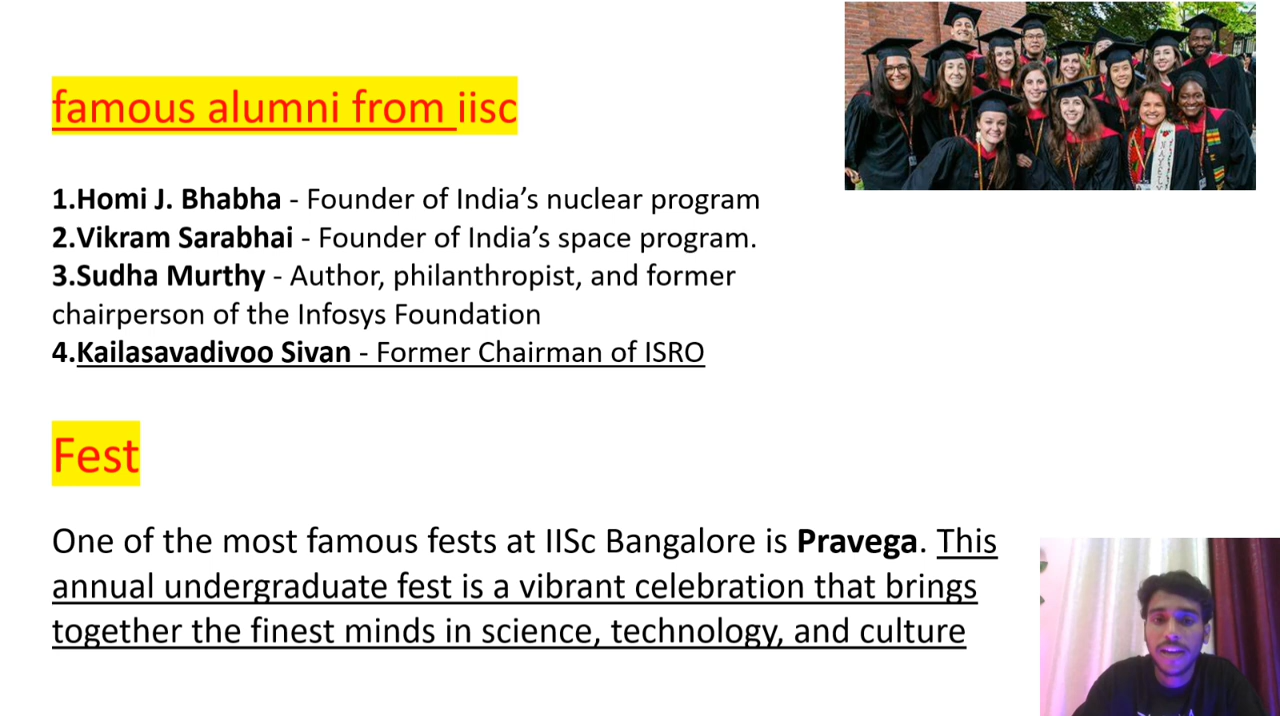 famous alumni from iisc
1.Homi J. Bhabha - Founder of India’s nuclear program
2.Vikram Sarabhai - Founder of India’s space program.
3.Sudha Murthy - Author, philanthropist, and former
chairperson of the Infosys Foundation
4.Kailasavadivoo Sivan - Former Chairman of ISRO
Fest
One of the most famous fests at IISc Bangalore is Pravega. This
annual undergraduate fest is a vibrant celebration that brings
together the finest minds in science, technology, and culture